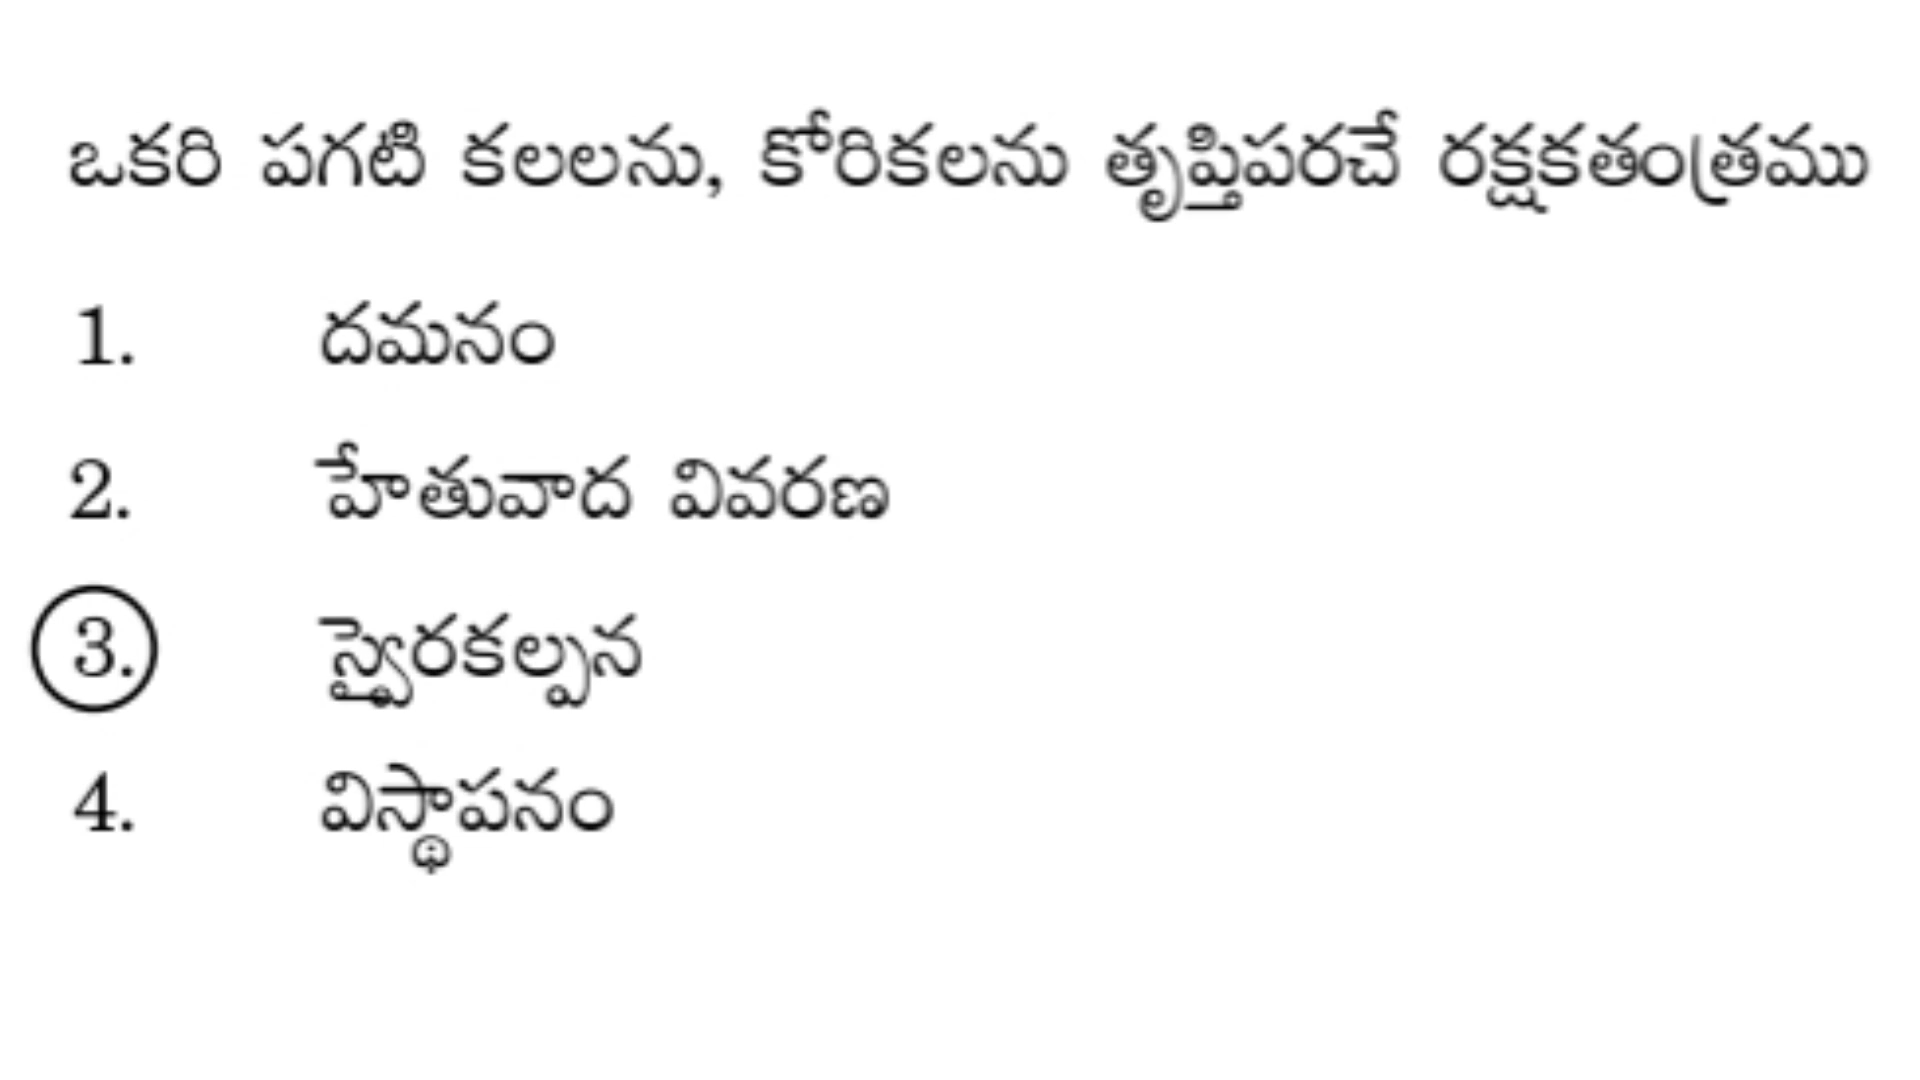 ఒకరి పగటి కలలను, కోరికలను తృప్తిపరచే రక్షకతంత్రము
1. దమనం
2. హేతువాద వివరణ
3. స్వైరకల్పన
4. విస్థాపనం